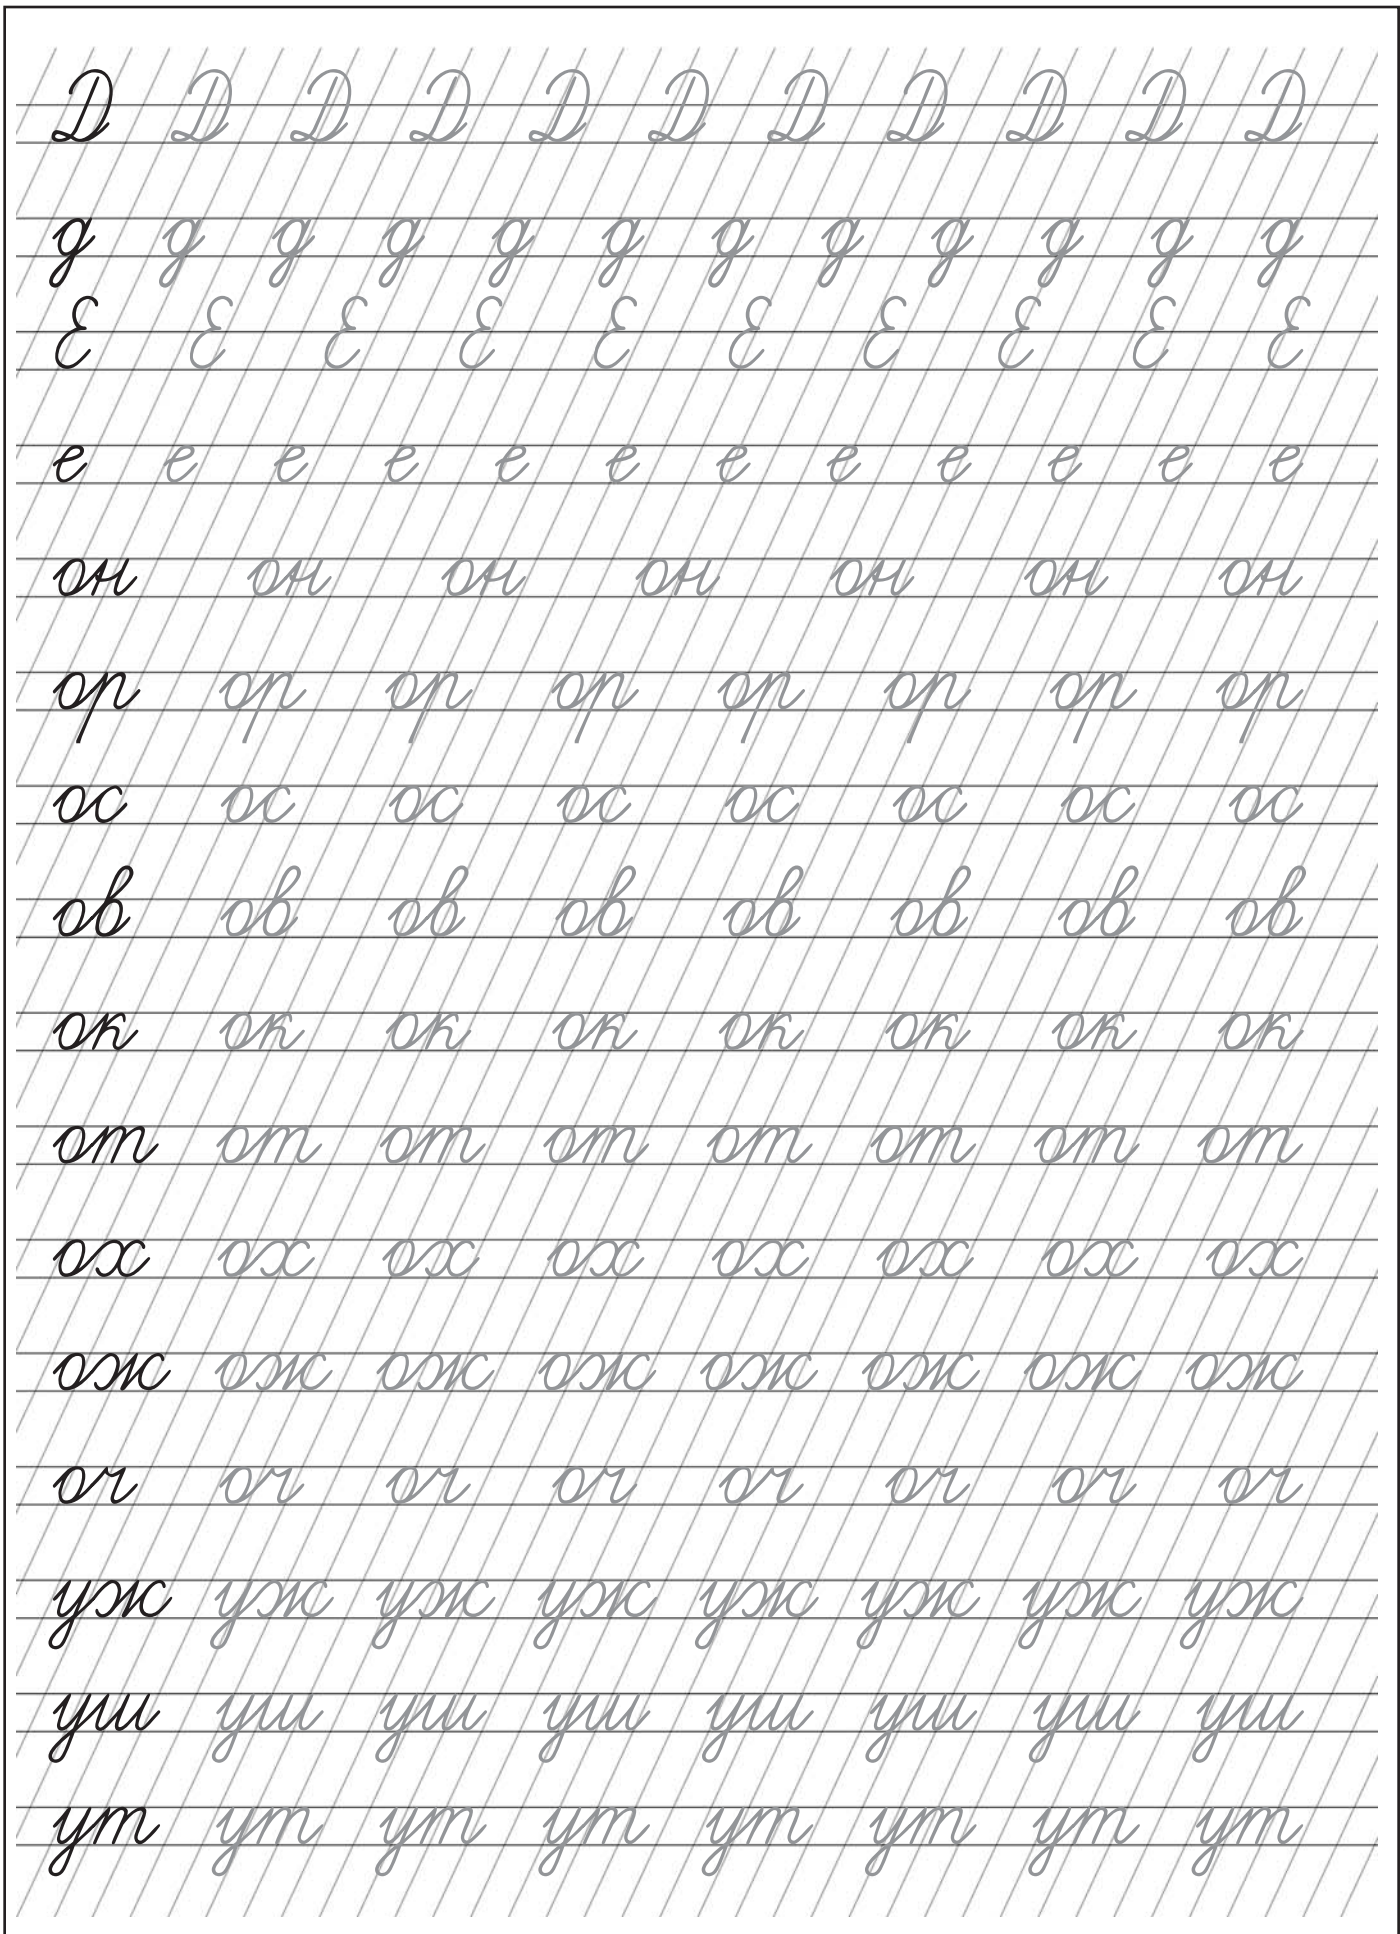 Д Д Д Д Д Д Д Д Д Д Д
д д д д д д д д д д д д
Е Е Е Е Е Е Е Е Е Е
е е е е е е е е е е е е
он он он он он он он
ор ор ор ор ор ор ор ор
ос ос ос ос ос ос ос ос
ов ов ов ов ов ов ов ов
ок ок ок ок ок ок ок ок
от от от от от от от от
ох ох ох ох ох ох ох ох
ож ож ож ож ож ож ож ож
оч оч оч оч оч оч оч оч
уж уж уж уж уж уж уж уж
уш уш уш уш уш уш уш уш
ут ут ут ут ут ут ут ут